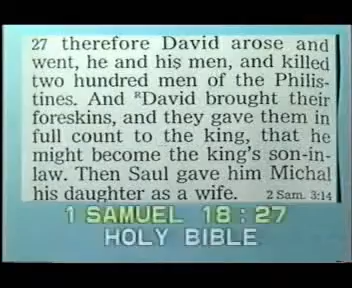 27 therefore David arose and
went, he and his men, and killed
two hundred men of the Philis-
tines. And ᴿDavid brought their
foreskins, and they gave them in
full count to the king, that he
might become the king's son-in-
law. Then Saul gave him Michal
his daughter as a wife. 2 Sam. 3:14
1 SAMUEL 18:27
HOLY BIBLE